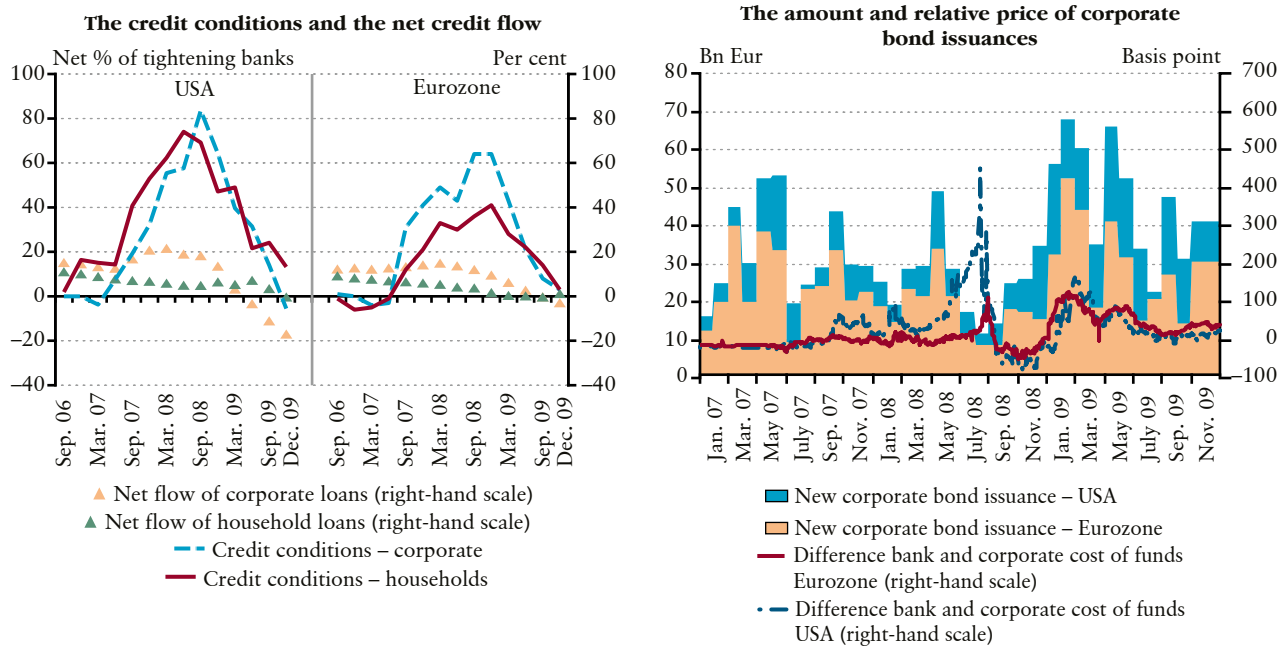 The credit conditions and the net credit flow
Net % of tightening banks
Per cent
USA
Eurozone
100
80
60
40
20
0
–20
–40
100
80
60
40
20
0
–20
–40
Sep. 06
Mar. 07
Sep. 07
Mar. 08
Sep. 08
Mar. 09
Sep. 09
Dec. 09
Sep. 06
Mar. 07
Sep. 07
Mar. 08
Sep. 08
Mar. 09
Sep. 09
Dec. 09
Net flow of corporate loans (right-hand scale)
Net flow of household loans (right-hand scale)
Credit conditions – corporate
Credit conditions – households
The amount and relative price of corporate
bond issuances
Bn Eur
Basis point
80
70
60
50
40
30
20
10
0
700
600
500
400
300
200
100
0
–100
Jan. 07
Mar. 07
May 07
July 07
Sep. 07
Nov. 07
Jan. 08
Mar. 08
May 08
July 08
Sep. 08
Nov. 08
Jan. 09
Mar. 09
May 09
July 09
Sep. 09
Nov. 09
New corporate bond issuance – USA
New corporate bond issuance – Eurozone
Difference bank and corporate cost of funds
Eurozone (right-hand scale)
Difference bank and corporate cost of funds
USA (right-hand scale)